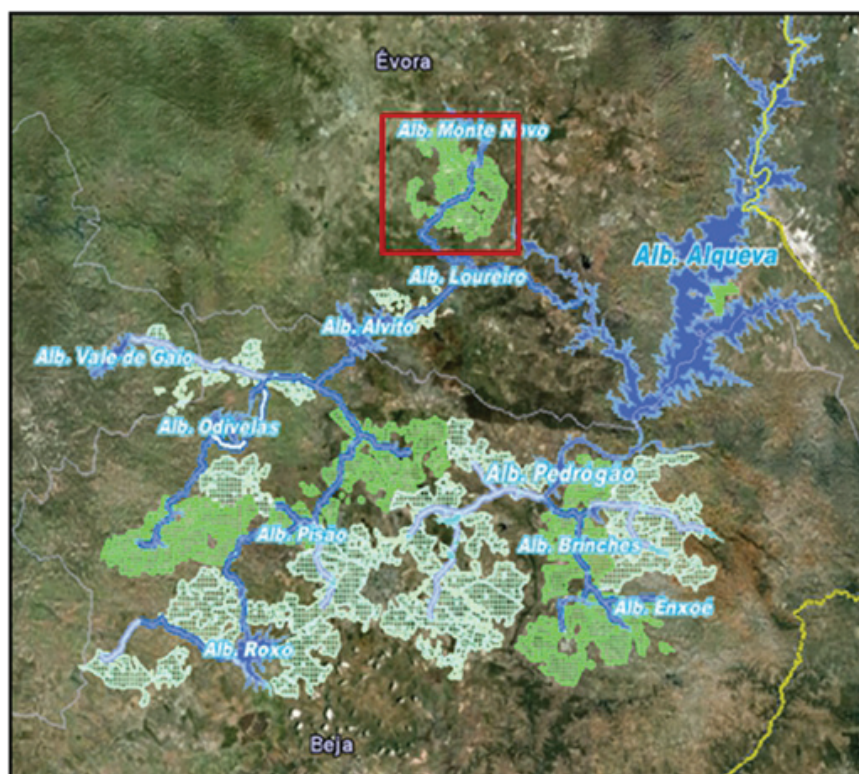 Évora
Alb. Monte Novo
Alb. Alqueva
Alb. Loureiro
Alb. Alvito
Alb. Vale de Gaio
Alb. Odivelas
Alb. Pedrogão
Alb. Pisão
Alb. Brinches
Alb. Enxoé
Alb. Roxo
Beja